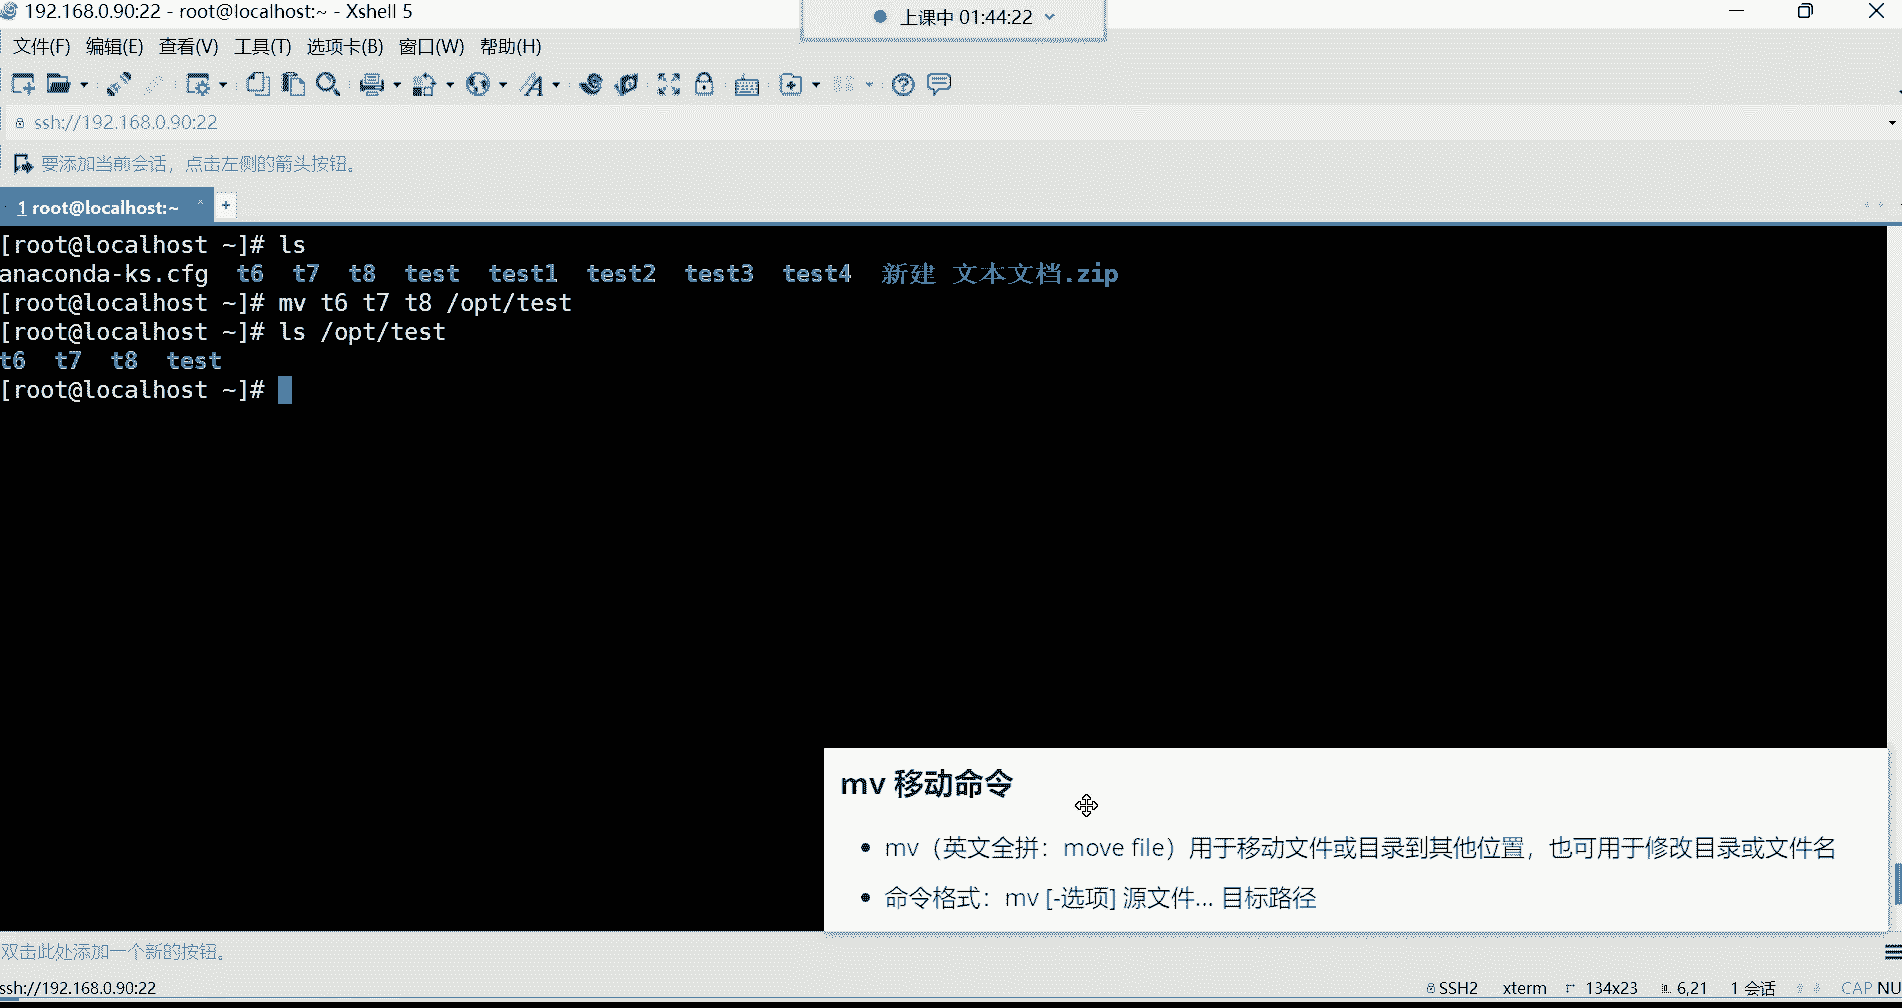 192.168.0.90:22 - root@localhost:~ - Xshell 5
上课中 01:44:22
文件(F) 编辑(E) 查看(V) 工具(T) 选项卡(B) 窗口(W) 帮助(H)
ssh://192.168.0.90:22
要添加当前会话，点击左侧的箭头按钮。
1 root@localhost:~ × +
[root@localhost ~]# ls
anaconda-ks.cfg t6 t7 t8 test test1 test2 test3 test4 新建 文本文档.zip
[root@localhost ~]# mv t6 t7 t8 /opt/test
[root@localhost ~]# ls /opt/test
t6 t7 t8 test
[root@localhost ~]#
mv 移动命令
• mv（英文全拼：move file）用于移动文件或目录到其他位置，也可用于修改目录或文件名
• 命令格式：mv [-选项] 源文件... 目标路径
双击此处添加一个新的按钮。
ssh://192.168.0.90:22
SSH2 xterm 134x23 6,21 1 会话 CAP NU